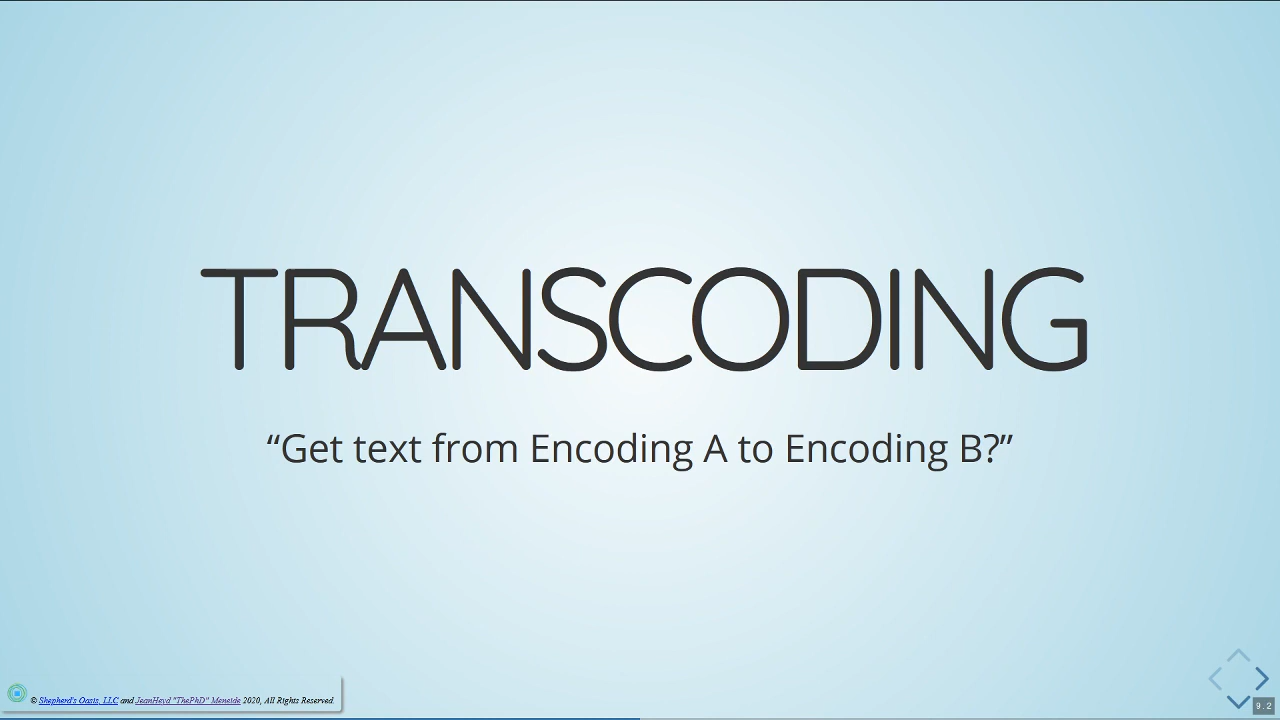 TRANSCODING
“Get text from Encoding A to Encoding B?”
© Shepherd's Oasis, LLC and JeanHeyd "ThePhD" Meneide 2020, All Rights Reserved.
9.2